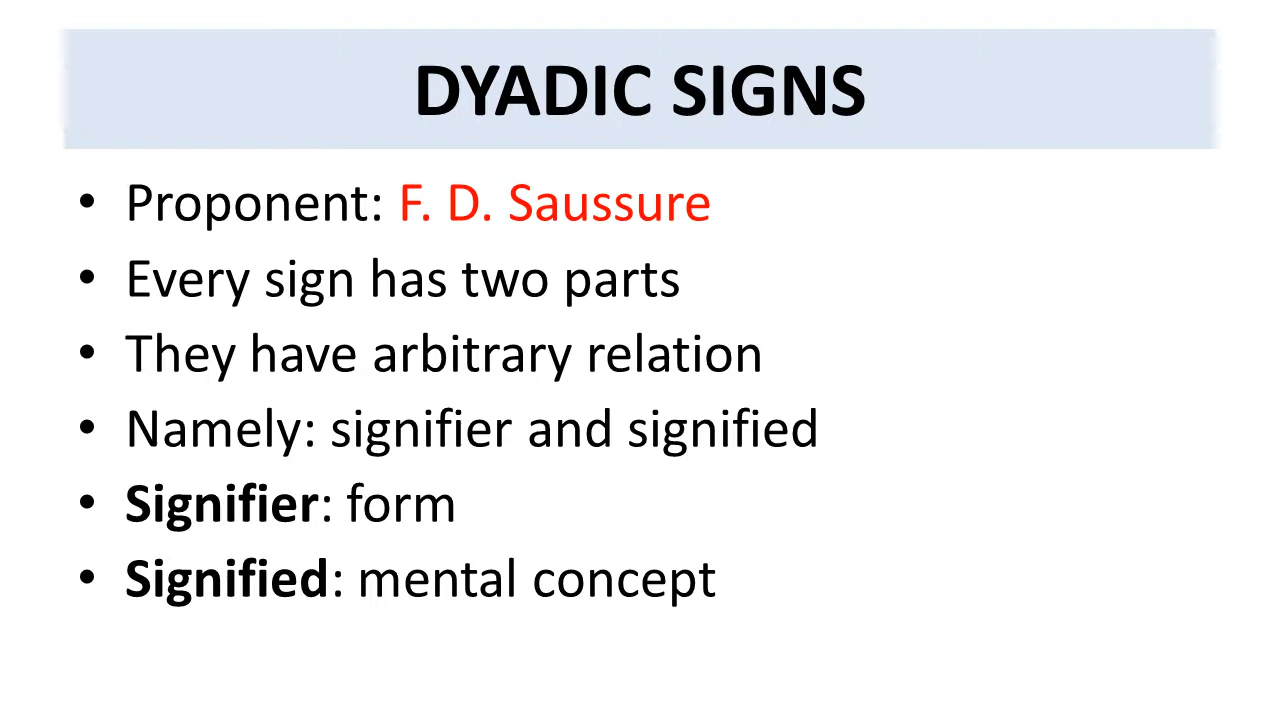 DYADIC SIGNS
• Proponent: F. D. Saussure
• Every sign has two parts
• They have arbitrary relation
• Namely: signifier and signified
• Signifier: form
• Signified: mental concept